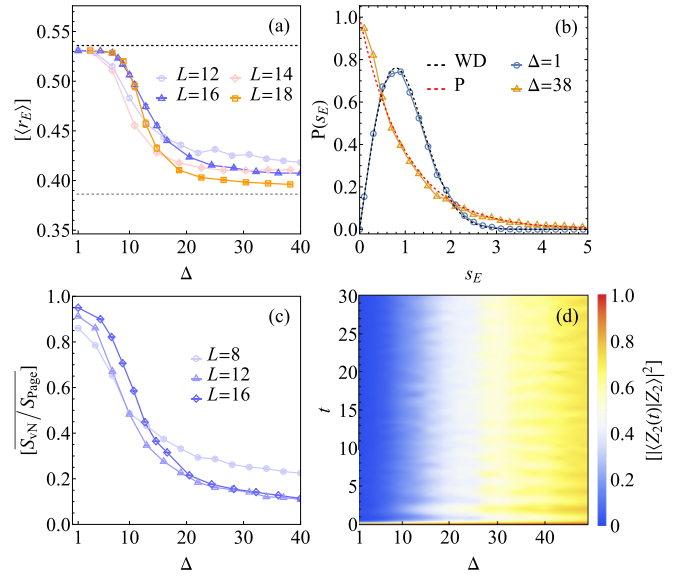 (a)
[⟨r_E⟩]
0.55
0.50
0.45
0.40
0.35
L=12 L=14
L=16 L=18
1 10 20 30 40
Δ
(b)
P(s_E)
1.0
0.8
0.6
0.4
0.2
0.0
WD Δ=1
P Δ=38
0 1 2 3 4 5
s_E
(c)
[S_vN/S_Page]
1.0
0.8
0.6
0.4
0.2
0.0
L=8
L=12
L=16
1 10 20 30 40
Δ
(d)
t
30
25
20
15
10
5
0
1 10 20 30 40
Δ
1.0
0.8
0.6
0.4
0.2
0
[|⟨Z_2(t)|Z_2⟩|^2]